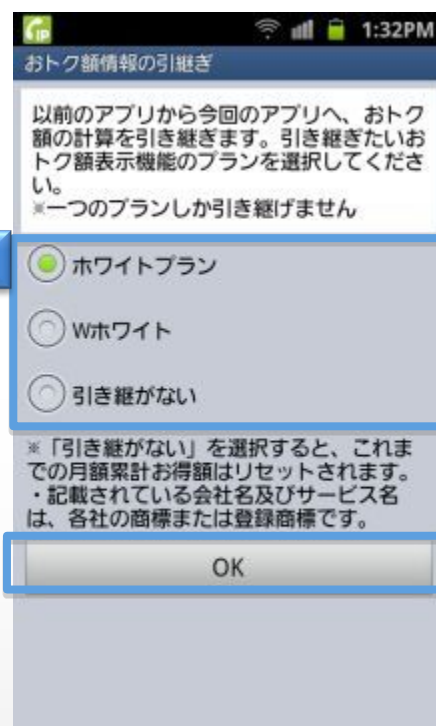 IP
1:32PM
おトク額情報の引継ぎ
以前のアプリから今回のアプリへ、おトク
額の計算を引き継ぎます。引き継ぎたいお
トク額表示機能のプランを選択してくださ
い。
※一つのプランしか引き継げません
ホワイトプラン
Wホワイト
引き継がない
※「引き継がない」を選択すると、これま
での月額累計お得額はリセットされます。
・記載されている会社名及びサービス名
は、各社の商標または登録商標です。
OK